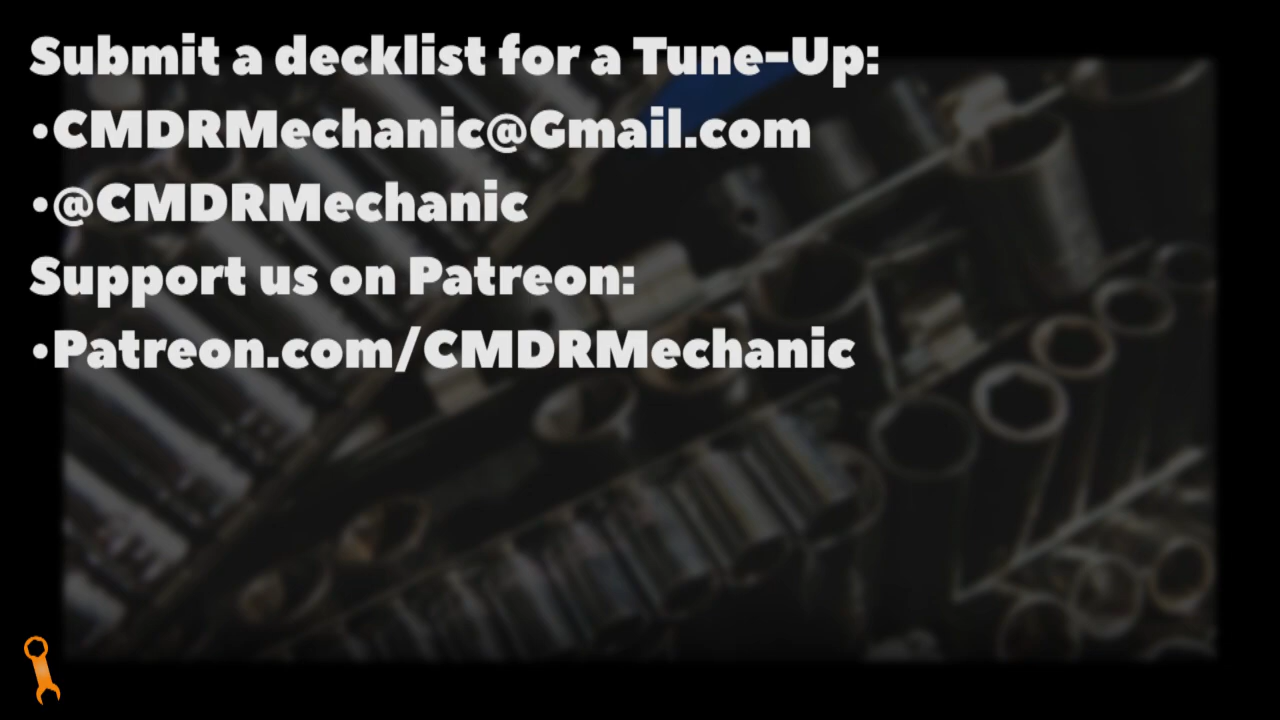 Submit a decklist for a Tune-Up:
•CMDRMechanic@Gmail.com
•@CMDRMechanic
Support us on Patreon:
•Patreon.com/CMDRMechanic